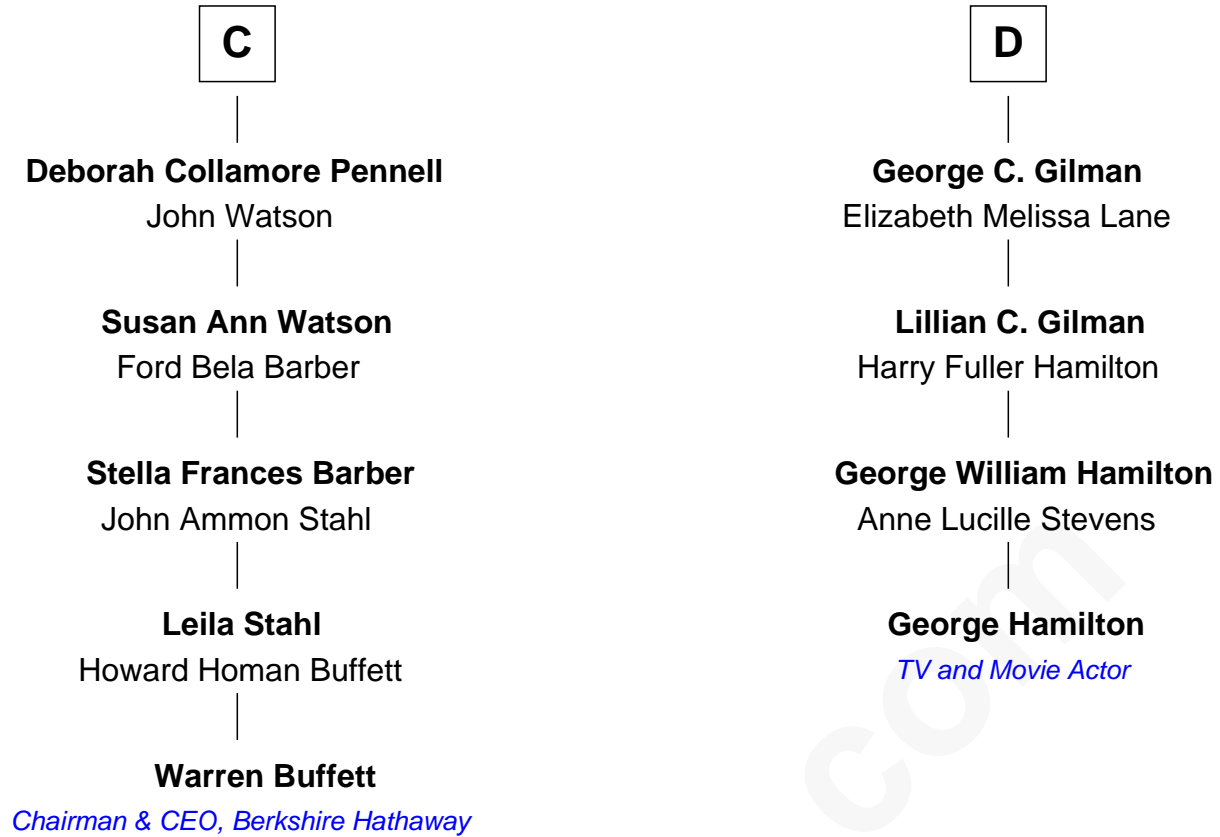 C
Deborah Collamore Pennell
John Watson
Susan Ann Watson
Ford Bela Barber
Stella Frances Barber
John Ammon Stahl
Leila Stahl
Howard Homan Buffett
Warren Buffett
Chairman & CEO, Berkshire Hathaway
D
George C. Gilman
Elizabeth Melissa Lane
Lillian C. Gilman
Harry Fuller Hamilton
George William Hamilton
Anne Lucille Stevens
George Hamilton
TV and Movie Actor
com